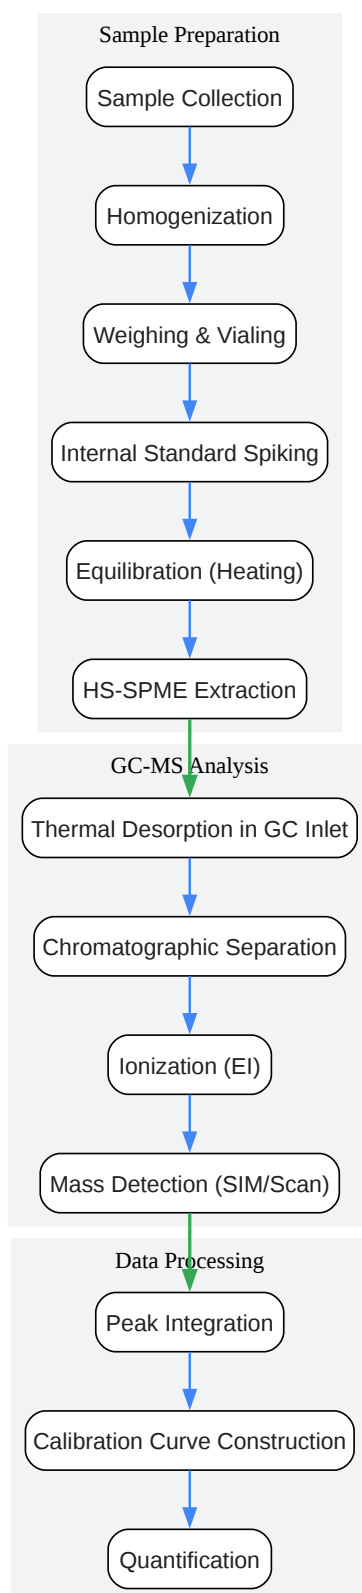 Sample Preparation
Sample Collection
Homogenization
Weighing & Vialing
Internal Standard Spiking
Equilibration (Heating)
HS-SPME Extraction
GC-MS Analysis
Thermal Desorption in GC Inlet
Chromatographic Separation
Ionization (EI)
Mass Detection (SIM/Scan)
Data Processing
Peak Integration
Calibration Curve Construction
Quantification